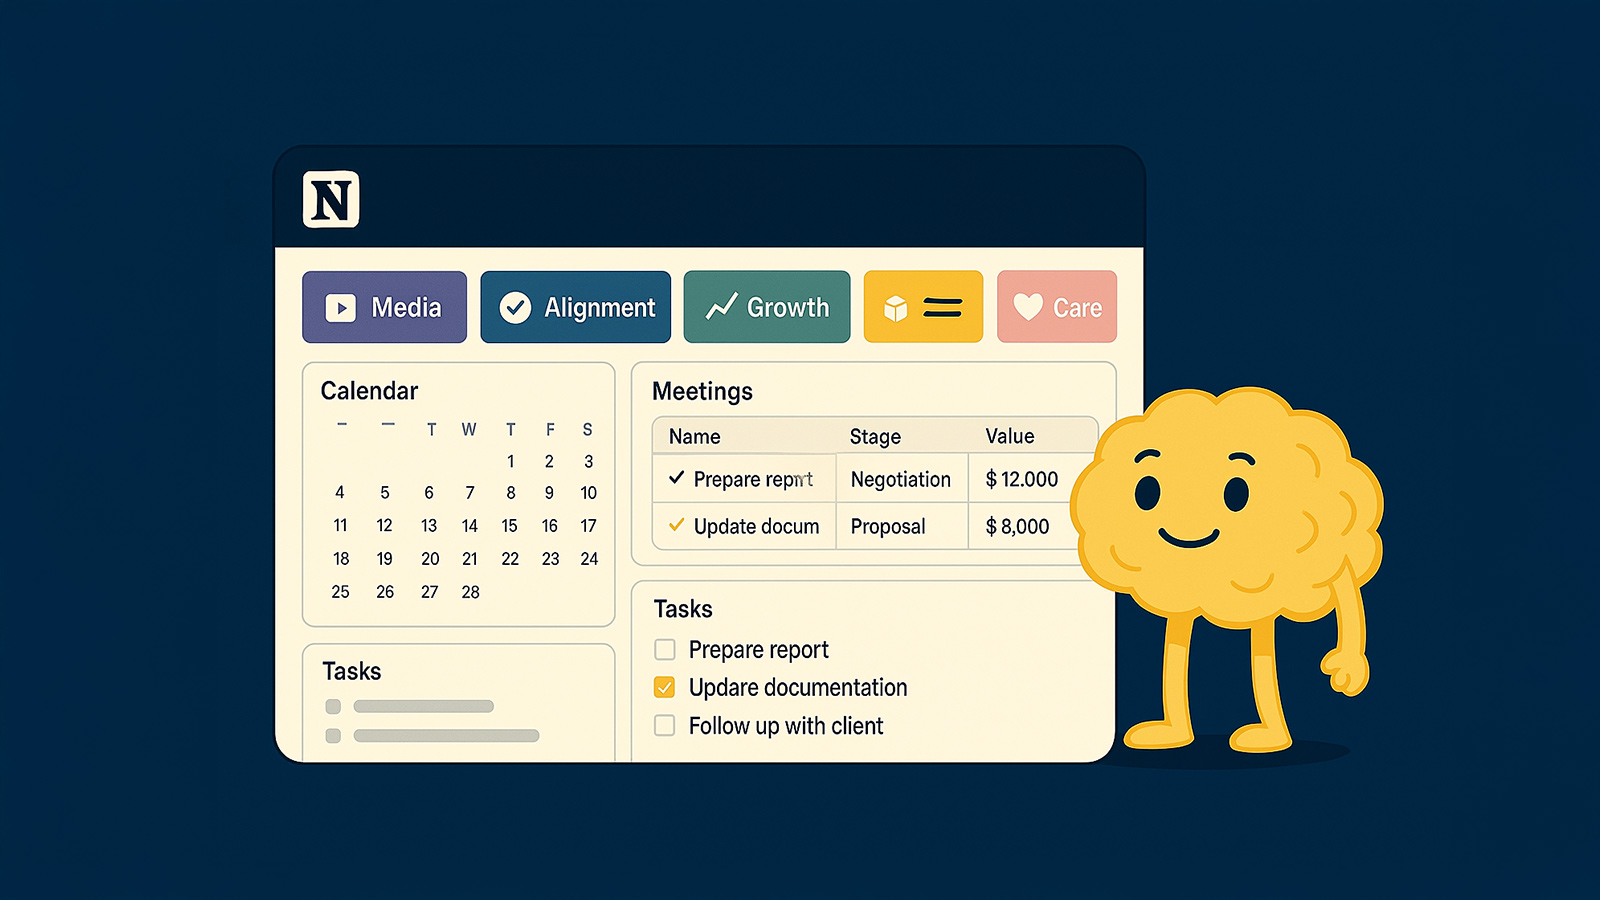 N
Media
Alignment
Growth
Care
Calendar
T W T F S
1 2 3
4 5 6 7 8 9 10
11 12 13 14 15 16 17
18 19 20 21 22 23 24
25 26 27 28
Tasks
Meetings
Name Stage Value
Prepare Negotiation $ 12.000
Update docum Proposal $ 8,000
Tasks
Prepare report
Updare documentation
Follow up with client